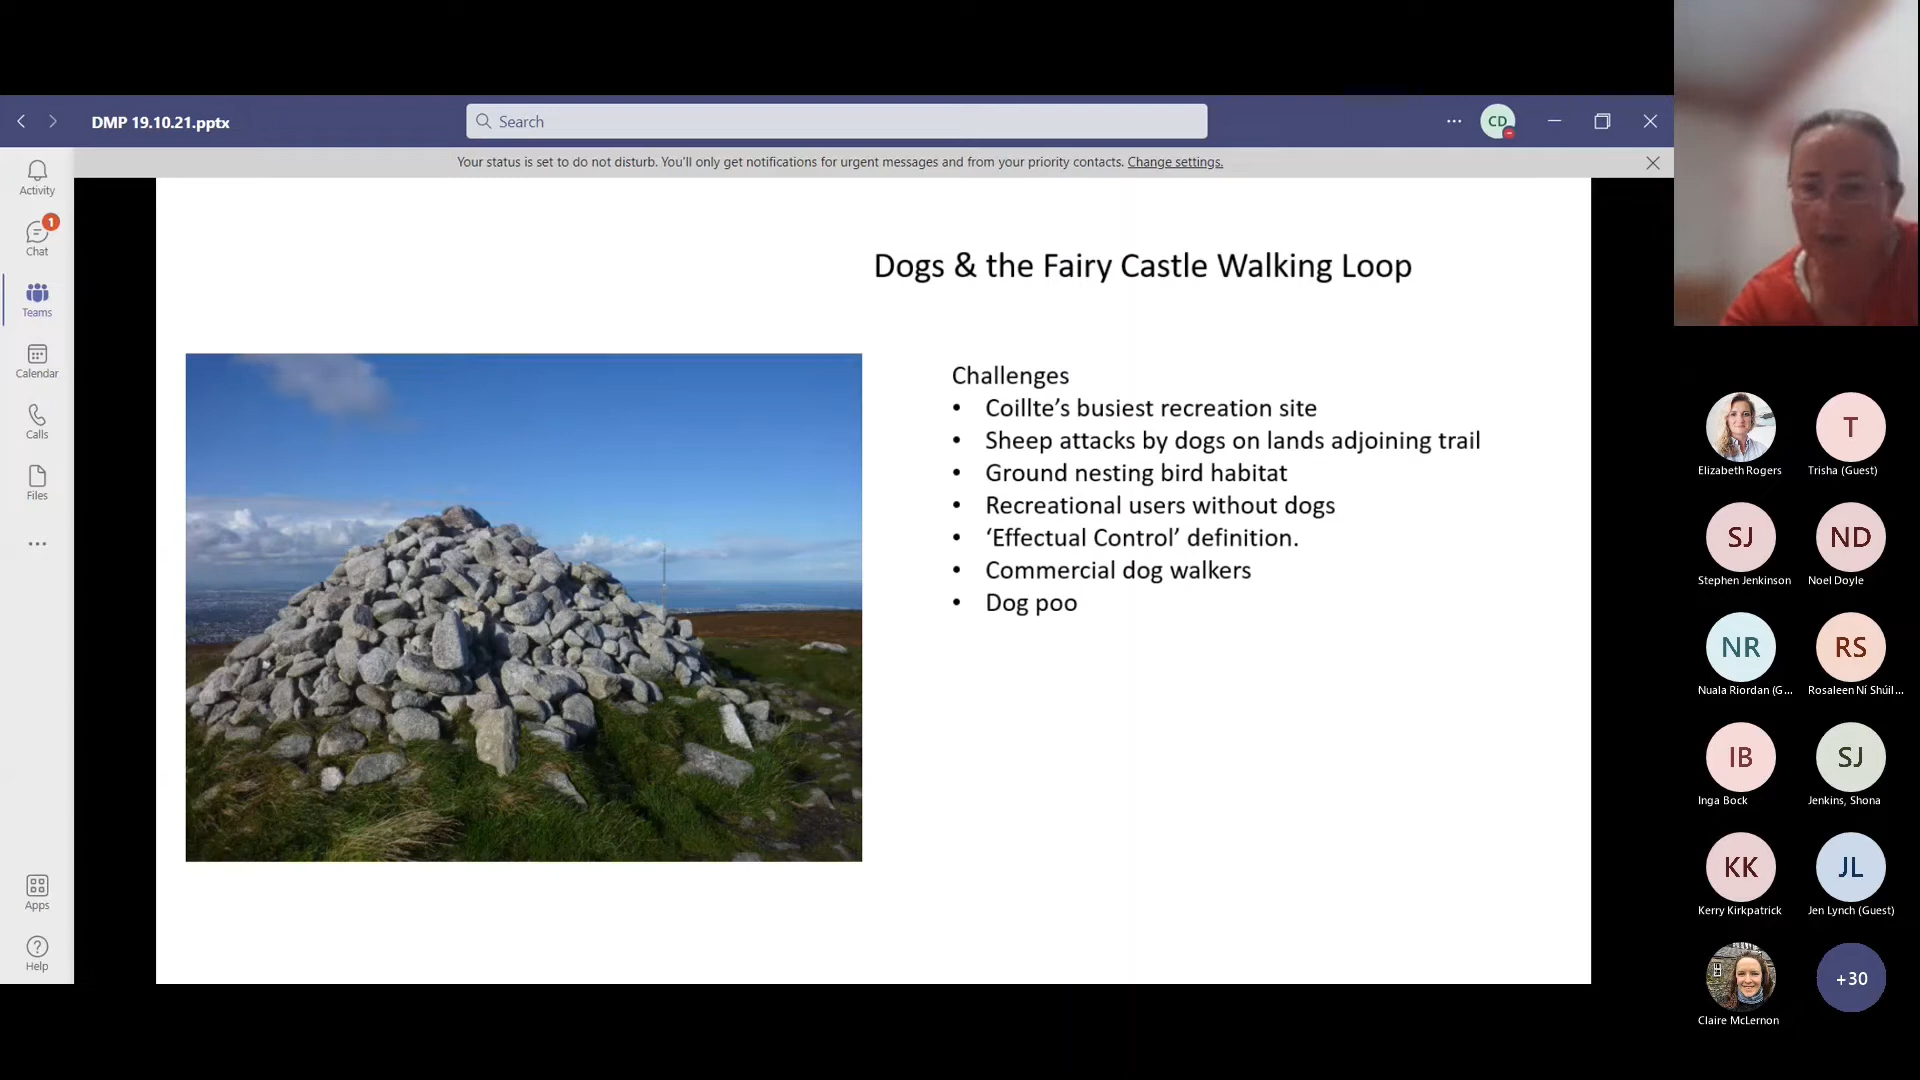 DMP 19.10.21.pptx
Search
CD
Your status is set to do not disturb. You'll only get notifications for urgent messages and from your priority contacts. Change settings.
Activity
1
Chat
Teams
Calendar
Calls
Files
Apps
Help
Dogs & the Fairy Castle Walking Loop
Challenges
• Coillte's busiest recreation site
• Sheep attacks by dogs on lands adjoining trail
• Ground nesting bird habitat
• Recreational users without dogs
• 'Effectual Control' definition.
• Commercial dog walkers
• Dog poo
Elizabeth Rogers
T
Trisha (Guest)
SJ
Stephen Jenkinson
ND
Noel Doyle
NR
Nuala Riordan (G...
RS
Rosaleen Ní Shúil...
IB
Inga Bock
SJ
Jenkins, Shona
KK
Kerry Kirkpatrick
JL
Jen Lynch (Guest)
Claire McLernon
+30